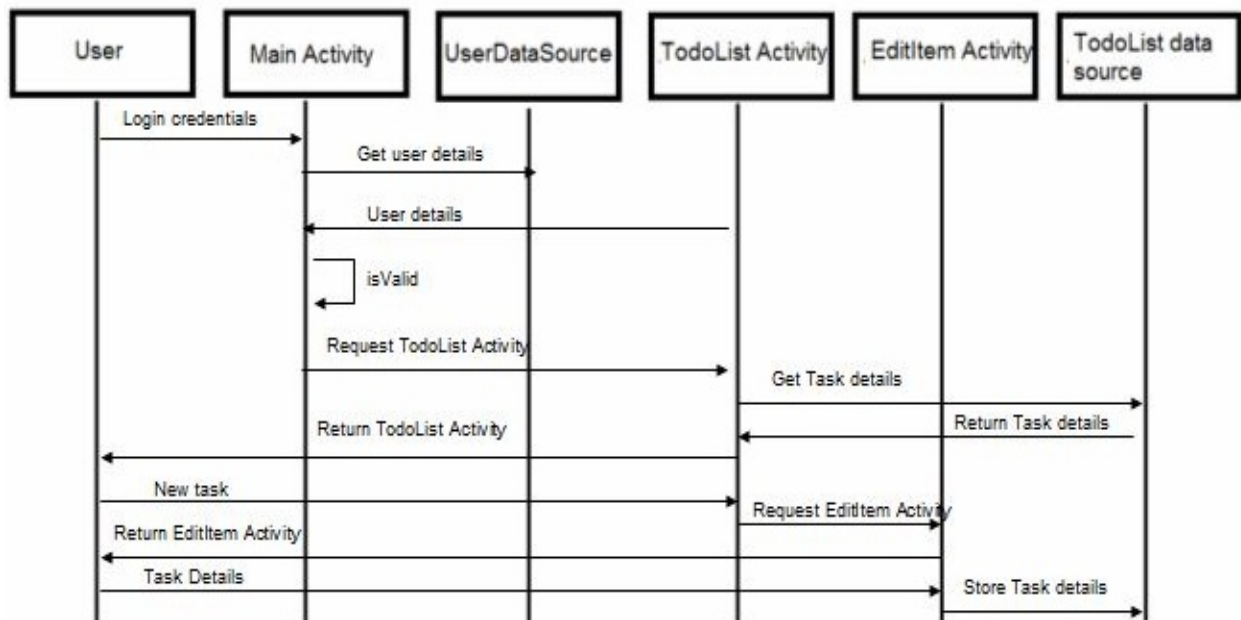 User
Main Activity
UserDataSource
TodoList Activity
EditItem Activity
TodoList data
source
Login credentials
Get user details
User details
isValid
Request TodoList Activity
Get Task details
Return Task details
Return TodoList Activity
New task
Request EditItem Activity
Return EditItem Activity
Task Details
Store Task details